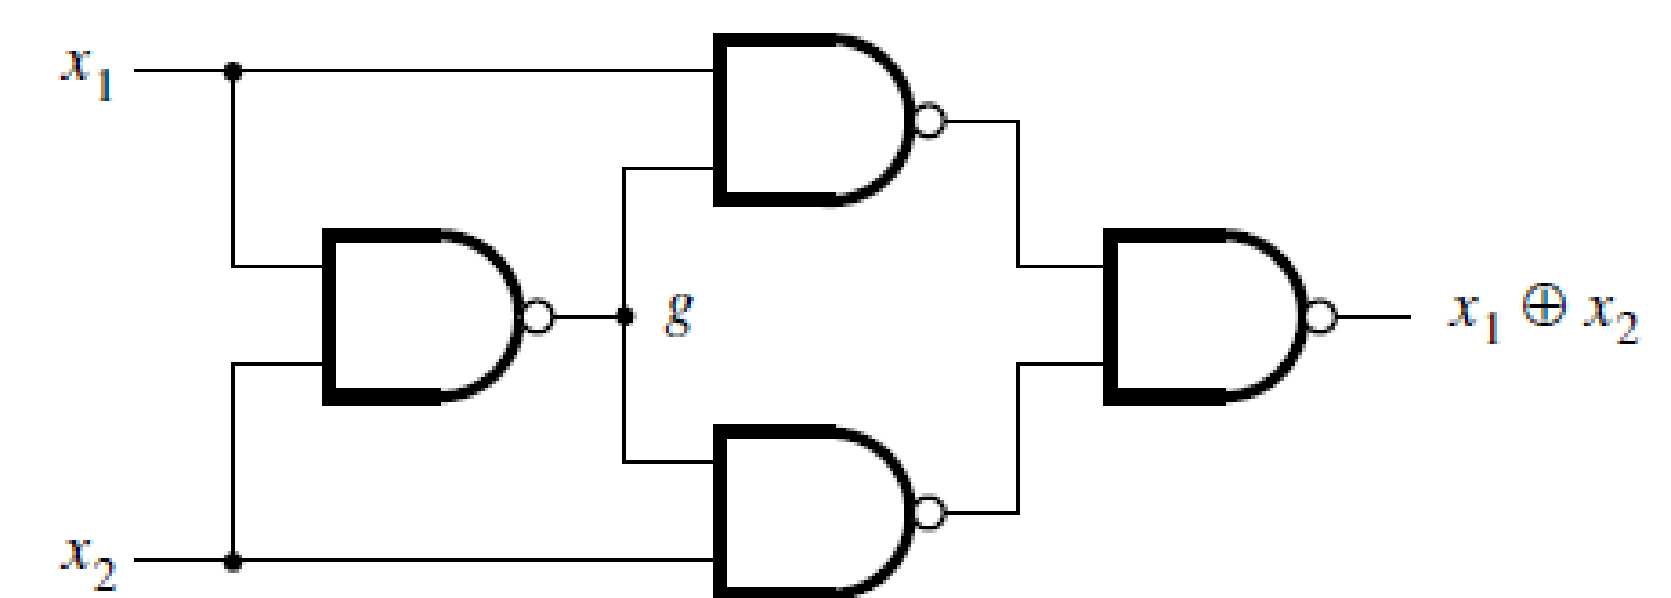 x₁
g
x₁ ⊕ x₂
x₂